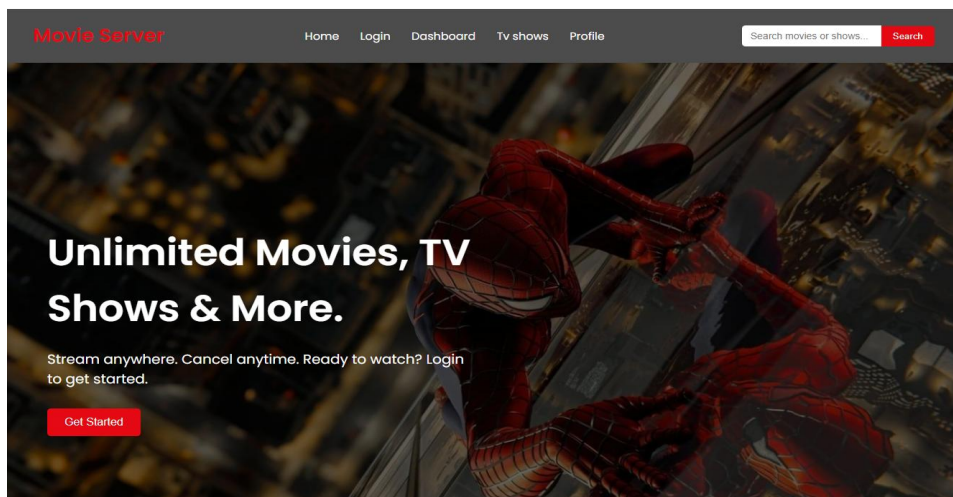 Movie Server
Home Login Dashboard Tv shows Profile
Search movies or shows... Search
Unlimited Movies, TV
Shows & More.
Stream anywhere. Cancel anytime. Ready to watch? Login
to get started.
Get Started